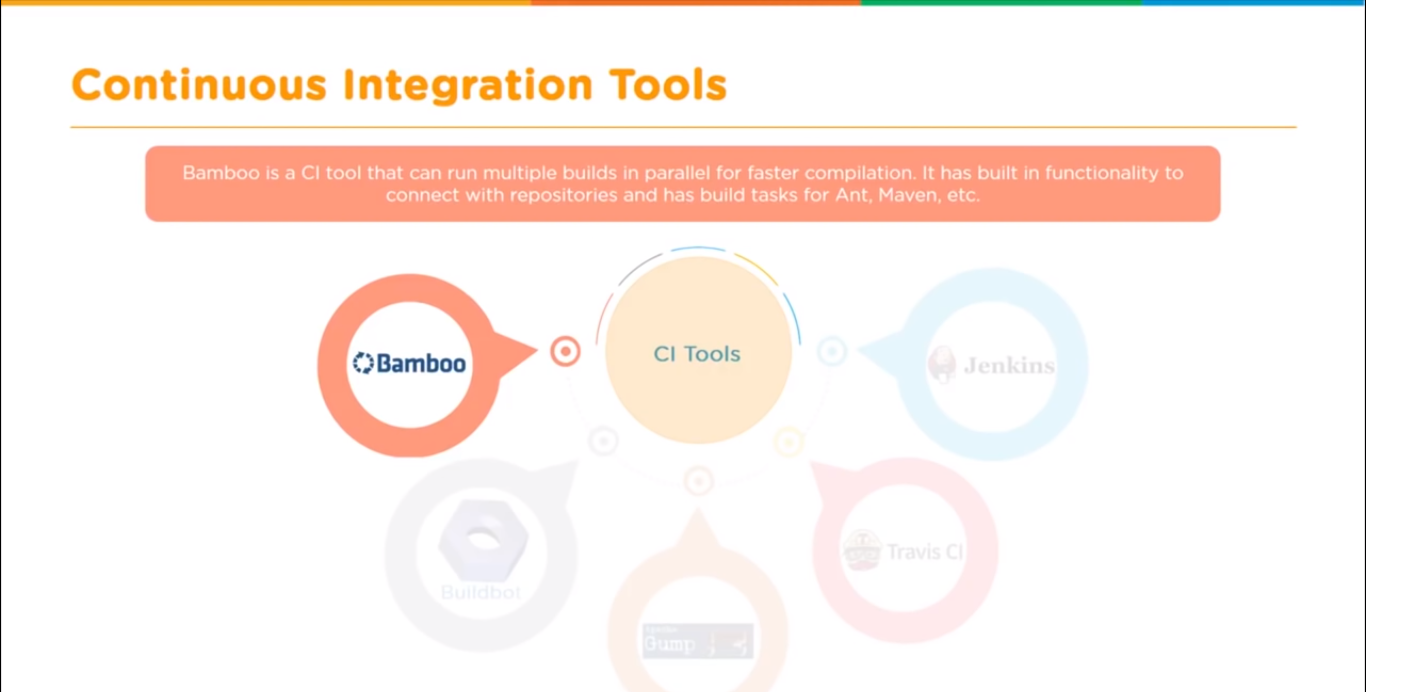 Continuous Integration Tools
Bamboo is a CI tool that can run multiple builds in parallel for faster compilation. It has built in functionality to
connect with repositories and has build tasks for Ant, Maven, etc.
Bamboo
CI Tools
Jenkins
Buildbot
Gump
Travis CI